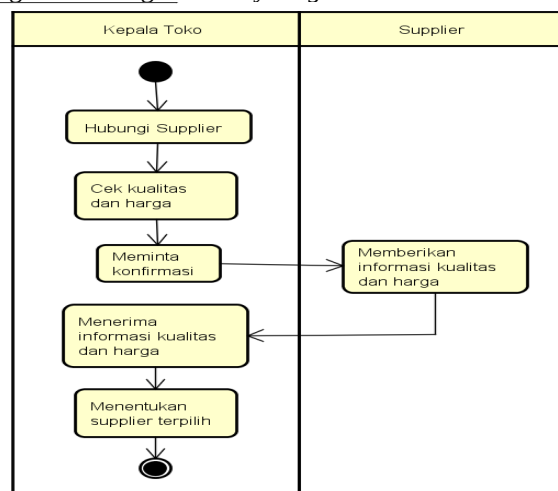 Kepala Toko
Supplier
Hubungi Supplier
Cek kualitas
dan harga
Meminta
konfirmasi
Memberikan
informasi kualitas
dan harga
Menerima
informasi kualitas
dan harga
Menentukan
supplier terpilih